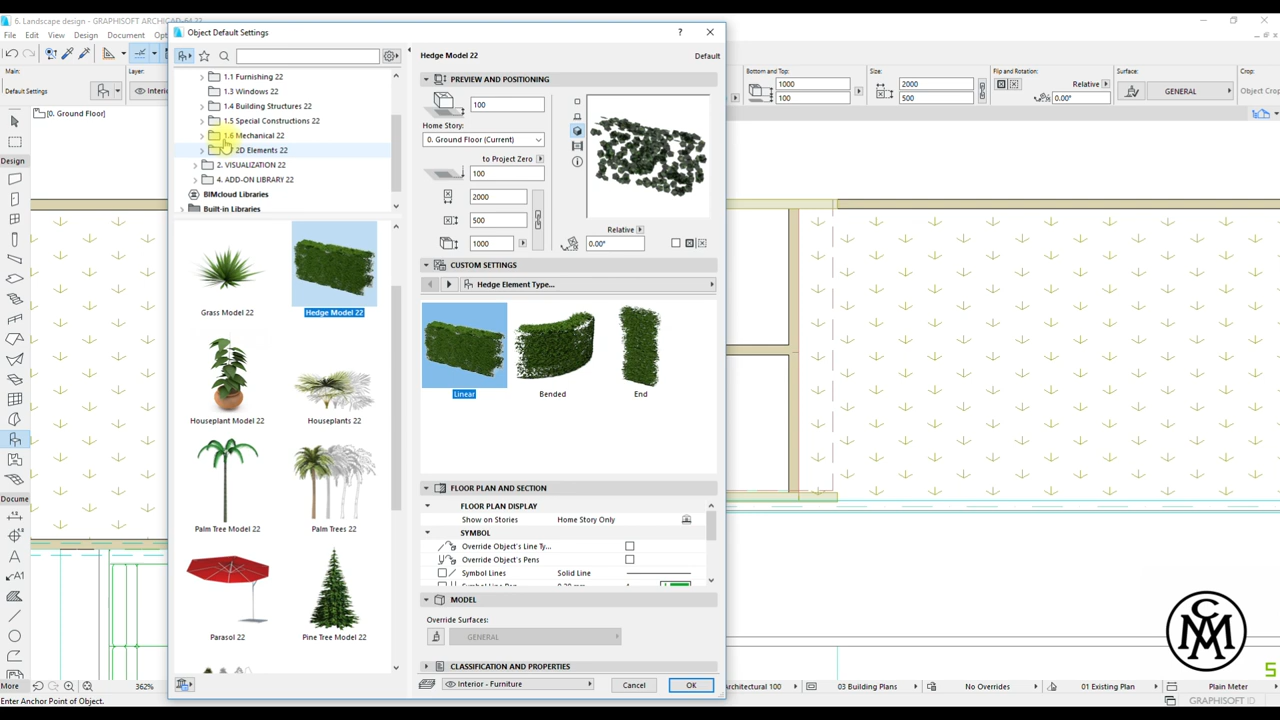 6. Landscape design - GRAPHISOFT ARCHICAD-64 22
File Edit View Design Document
Main:
Layer:
Default Settings
[0. Ground Floor]
Design
Docume
More
362%
Enter Anchor Point of Object.
Object Default Settings
?
1.1 Furnishing 22
1.3 Windows 22
1.4 Building Structures 22
1.5 Special Constructions 22
1.6 Mechanical 22
2D Elements 22
2. VISUALIZATION 22
4. ADD-ON LIBRARY 22
BIMcloud Libraries
Built-in Libraries
Grass Model 22
Hedge Model 22
Houseplant Model 22
Houseplants 22
Palm Tree Model 22
Palm Trees 22
Parasol 22
Pine Tree Model 22
Hedge Model 22
Default
PREVIEW AND POSITIONING
100
Home Story:
0. Ground Floor (Current)
to Project Zero
100
2000
500
1000
Relative
0.00°
CUSTOM SETTINGS
Hedge Element Type...
Linear
Bended
End
FLOOR PLAN AND SECTION
FLOOR PLAN DISPLAY
Show on Stories
Home Story Only
SYMBOL
Override Object's Line Ty...
Override Object's Pens
Symbol Lines
Solid Line
MODEL
Override Surfaces:
GENERAL
CLASSIFICATION AND PROPERTIES
Interior - Furniture
Cancel
OK
Bottom and Top:
1000
100
Size:
2000
500
Flip and Rotation:
Relative
0.00°
Surface:
GENERAL
Crop:
Object Crop
rchitectural 100
03 Building Plans
No Overrides
01 Existing Plan
Plain Meter
GRAPHISOFT ID
CMA
S